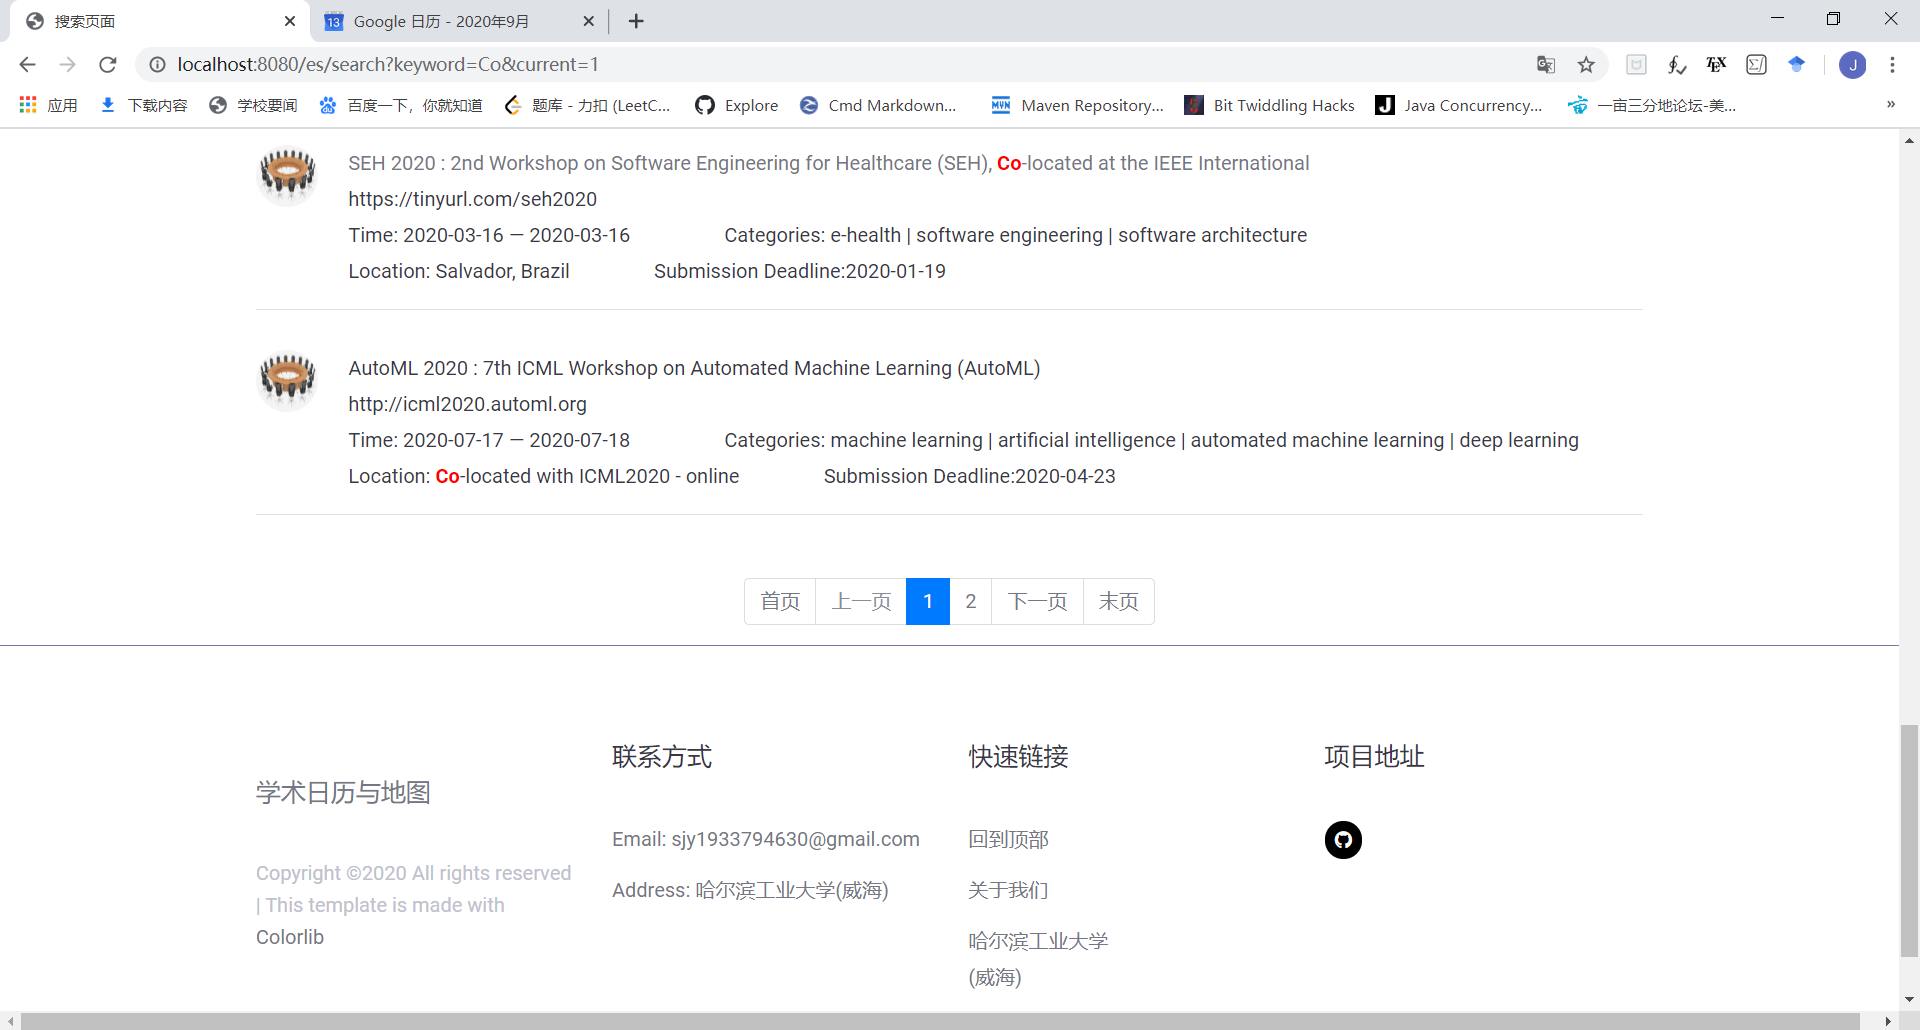 搜索页面
Google 日历 - 2020年9月
localhost:8080/es/search?keyword=Co&current=1
J
应用
下载内容
学校要闻
百度一下，你就知道
题库 - 力扣 (LeetC...
Explore
Cmd Markdown...
Maven Repository...
Bit Twiddling Hacks
Java Concurrency...
一亩三分地论坛-美...
»
SEH 2020 : 2nd Workshop on Software Engineering for Healthcare (SEH), Co-located at the IEEE International
https://tinyurl.com/seh2020
Time: 2020-03-16 — 2020-03-16 Categories: e-health | software engineering | software architecture
Location: Salvador, Brazil Submission Deadline:2020-01-19
AutoML 2020 : 7th ICML Workshop on Automated Machine Learning (AutoML)
http://icml2020.automl.org
Time: 2020-07-17 — 2020-07-18 Categories: machine learning | artificial intelligence | automated machine learning | deep learning
Location: Co-located with ICML2020 - online Submission Deadline:2020-04-23
首页 上一页 1 2 下一页 末页
学术日历与地图
Copyright ©2020 All rights reserved
| This template is made with
Colorlib
联系方式
Email: sjy1933794630@gmail.com
Address: 哈尔滨工业大学(威海)
快速链接
回到顶部
关于我们
哈尔滨工业大学
(威海)
项目地址